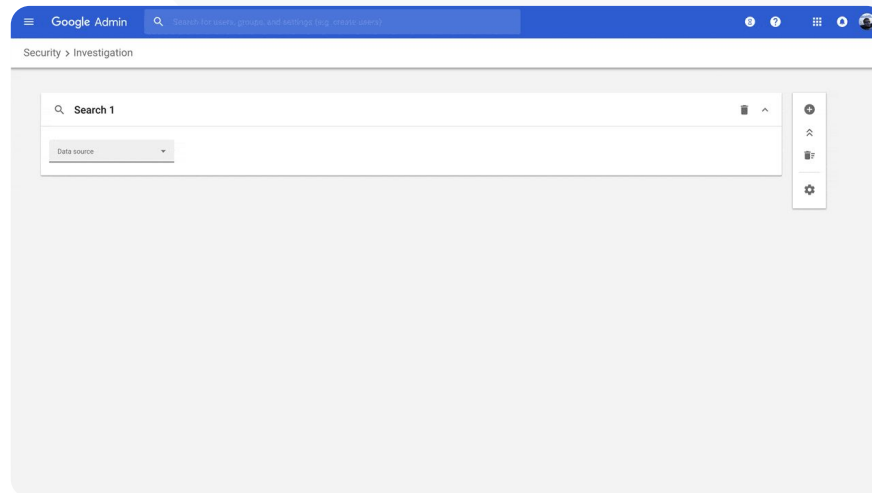 Google Admin
Search for users, groups, and settings (e.g. create users)
Security > Investigation
Search 1
Data source